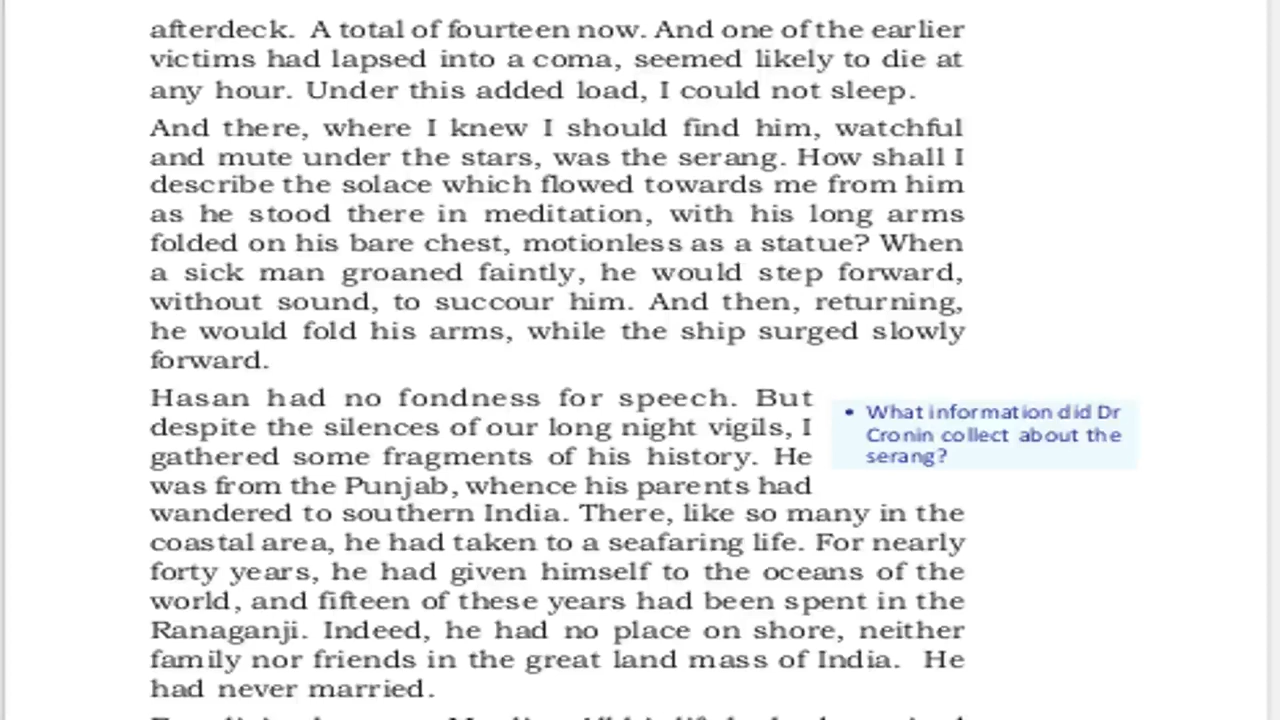 afterdeck. A total of fourteen now. And one of the earlier
victims had lapsed into a coma, seemed likely to die at
any hour. Under this added load, I could not sleep.
And there, where I knew I should find him, watchful
and mute under the stars, was the serang. How shall I
describe the solace which flowed towards me from him
as he stood there in meditation, with his long arms
folded on his bare chest, motionless as a statue? When
a sick man groaned faintly, he would step forward,
without sound, to succour him. And then, returning,
he would fold his arms, while the ship surged slowly
forward.
Hasan had no fondness for speech. But
despite the silences of our long night vigils, I
gathered some fragments of his history. He
was from the Punjab, whence his parents had
wandered to southern India. There, like so many in the
coastal area, he had taken to a seafaring life. For nearly
forty years, he had given himself to the oceans of the
world, and fifteen of these years had been spent in the
Ranaganji. Indeed, he had no place on shore, neither
family nor friends in the great land mass of India. He
had never married.
• What information did Dr
Cronin collect about the
serang?